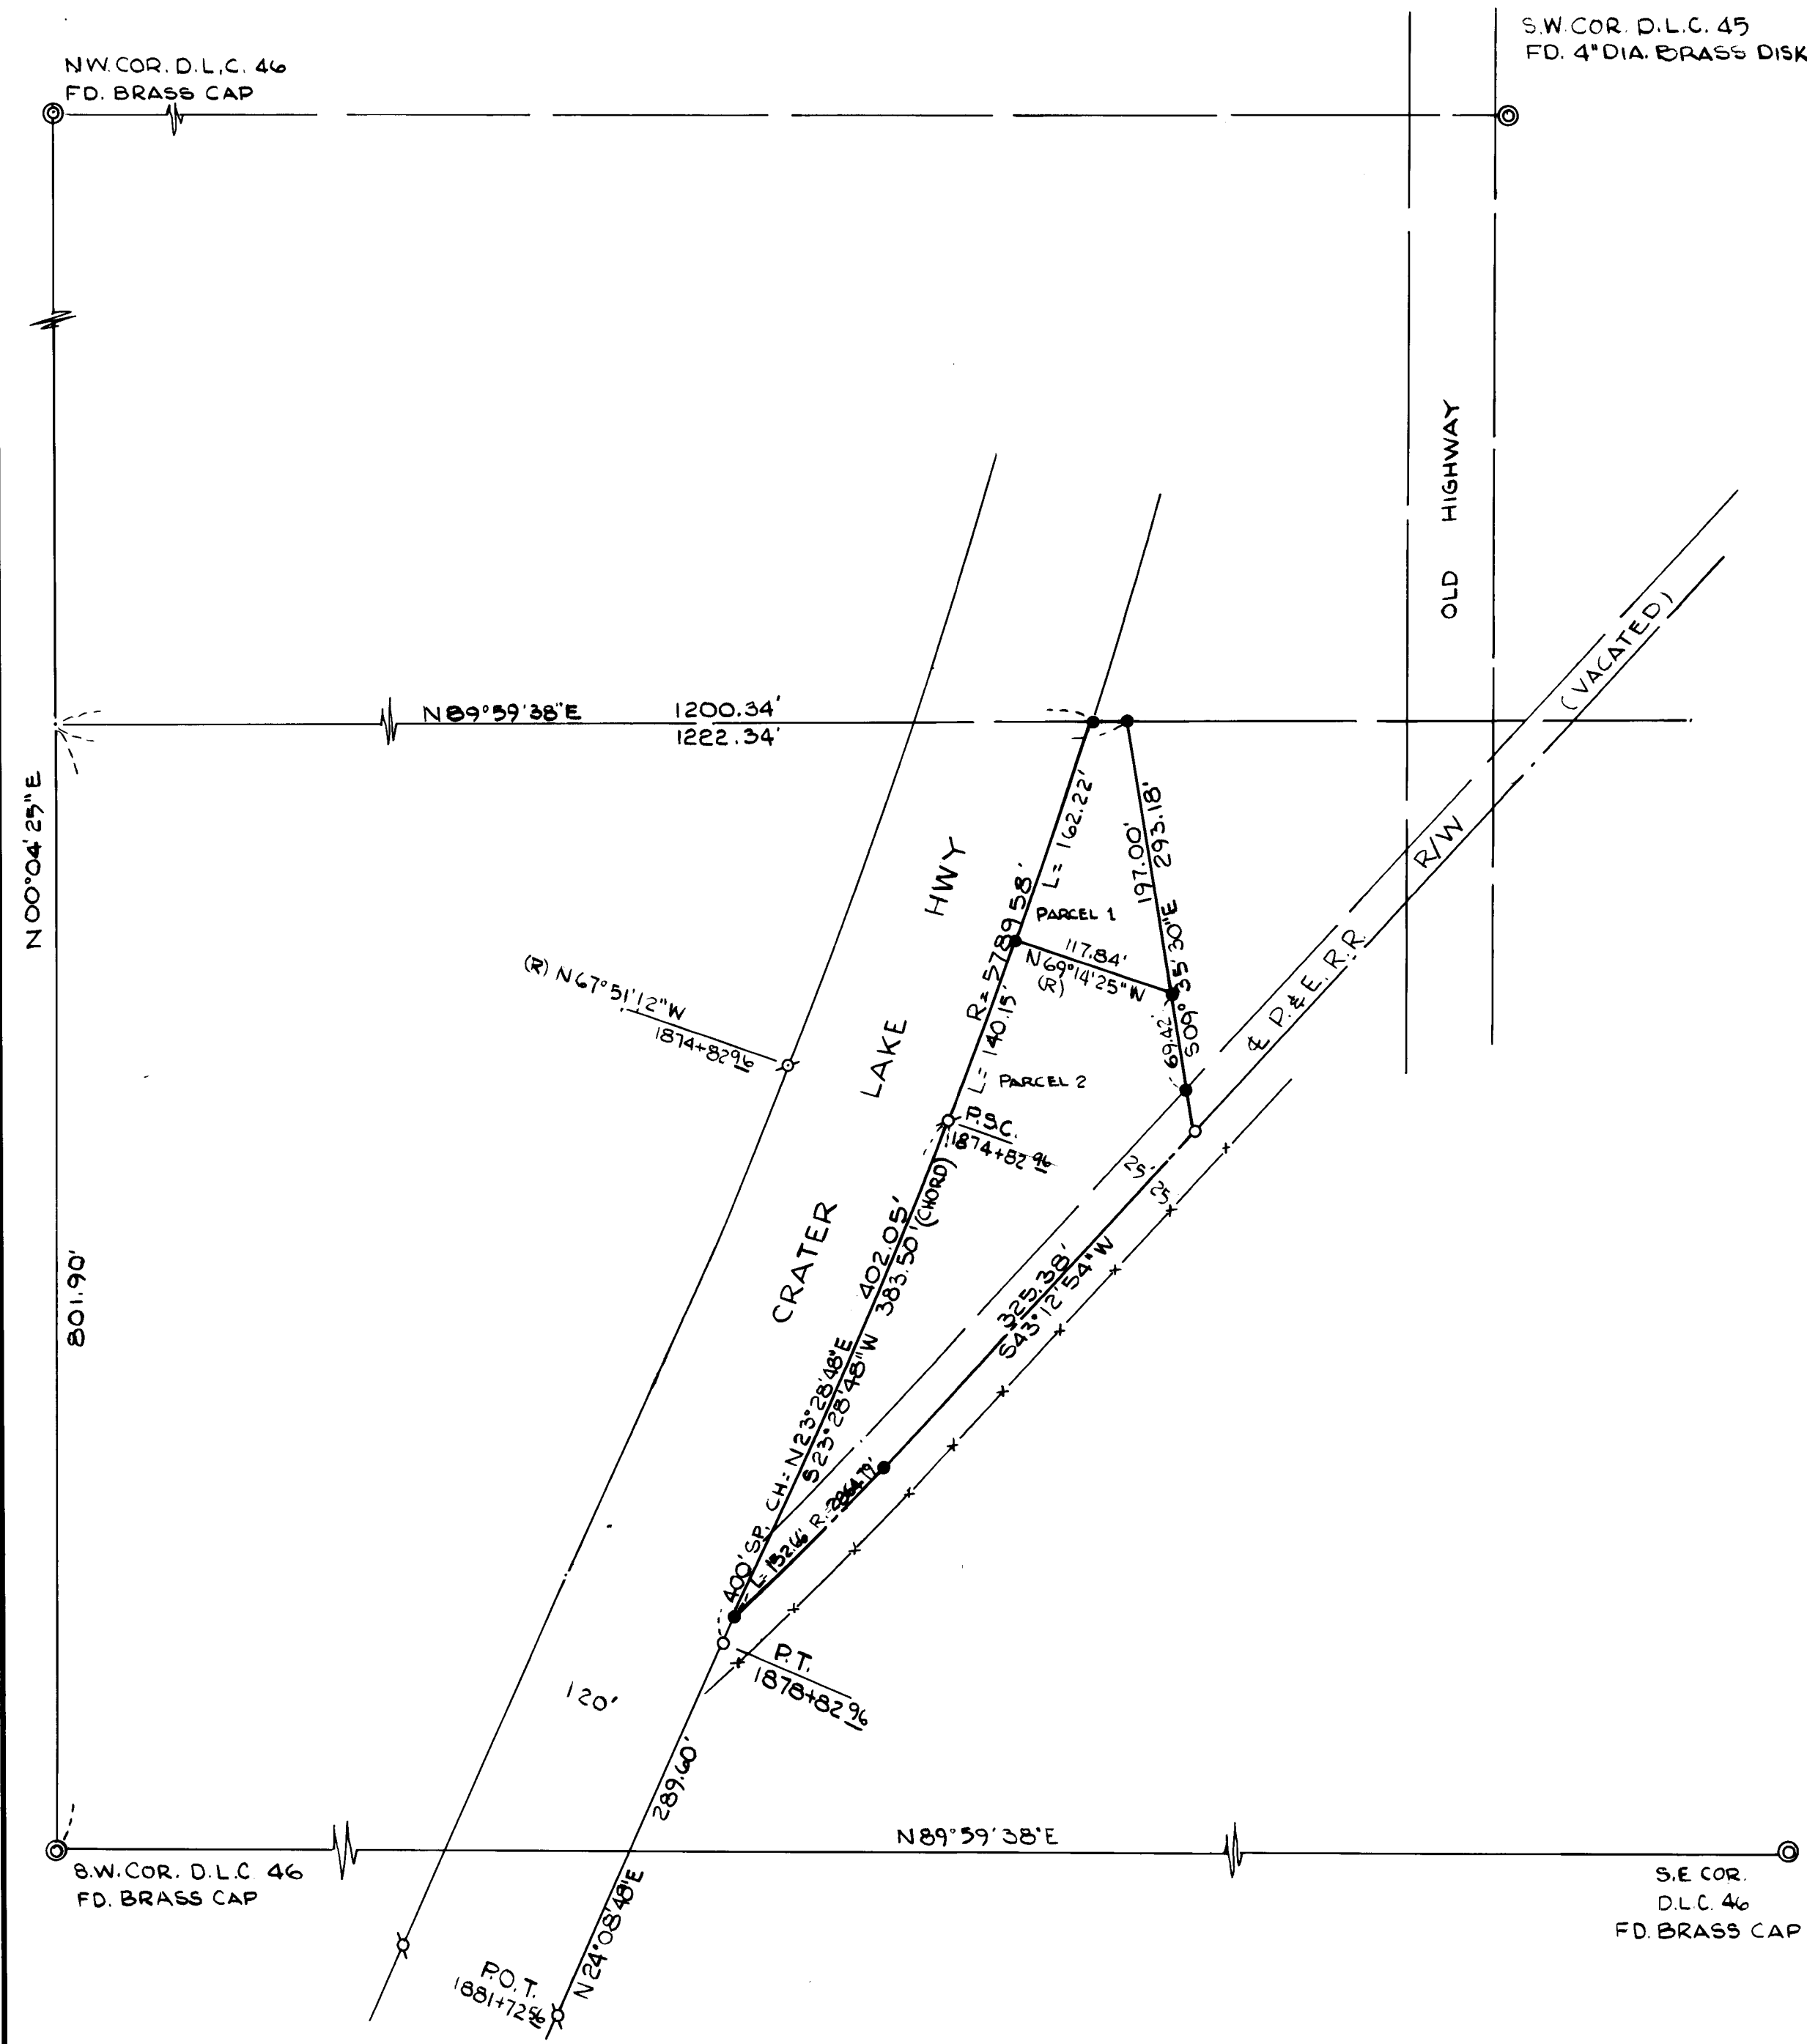 S.W. COR. D.L.C. 45
FD. 4" DIA. BRASS DISK
N.W. COR. D.L.C. 46
FD. BRASS CAP
OLD HIGHWAY
(VACATED)
N89°59'38"E
1200.34'
1222.34'
N00°04'25"E
801.90'
L=162.22'
197.00'
293.18'
HWY
PARCEL 1
R=5789.58'
117.84'
N69°14'25"W
(R)
S09°35'30"E
R/W
℄ P.&E. R.R.
(R) N67°51'12"W
1874+82 96
LAKE
L=140.15'
69.42'
PARCEL 2
P.S.C.
1874+82 96
25'
25
CRATER
402.05'
383.50' (CHORD)
325.38'
S43°12'54"W
400' SP. CH=N23°28'48"E
S23°28'48"W
L=152.66'
P.T.
1878+82 96
120'
289.60'
N89°59'38"E
S.W. COR. D.L.C. 46
FD. BRASS CAP
S.E COR.
D.L.C. 46
FD. BRASS CAP
N24°08'48"E
P.O.T.
1881+72 56